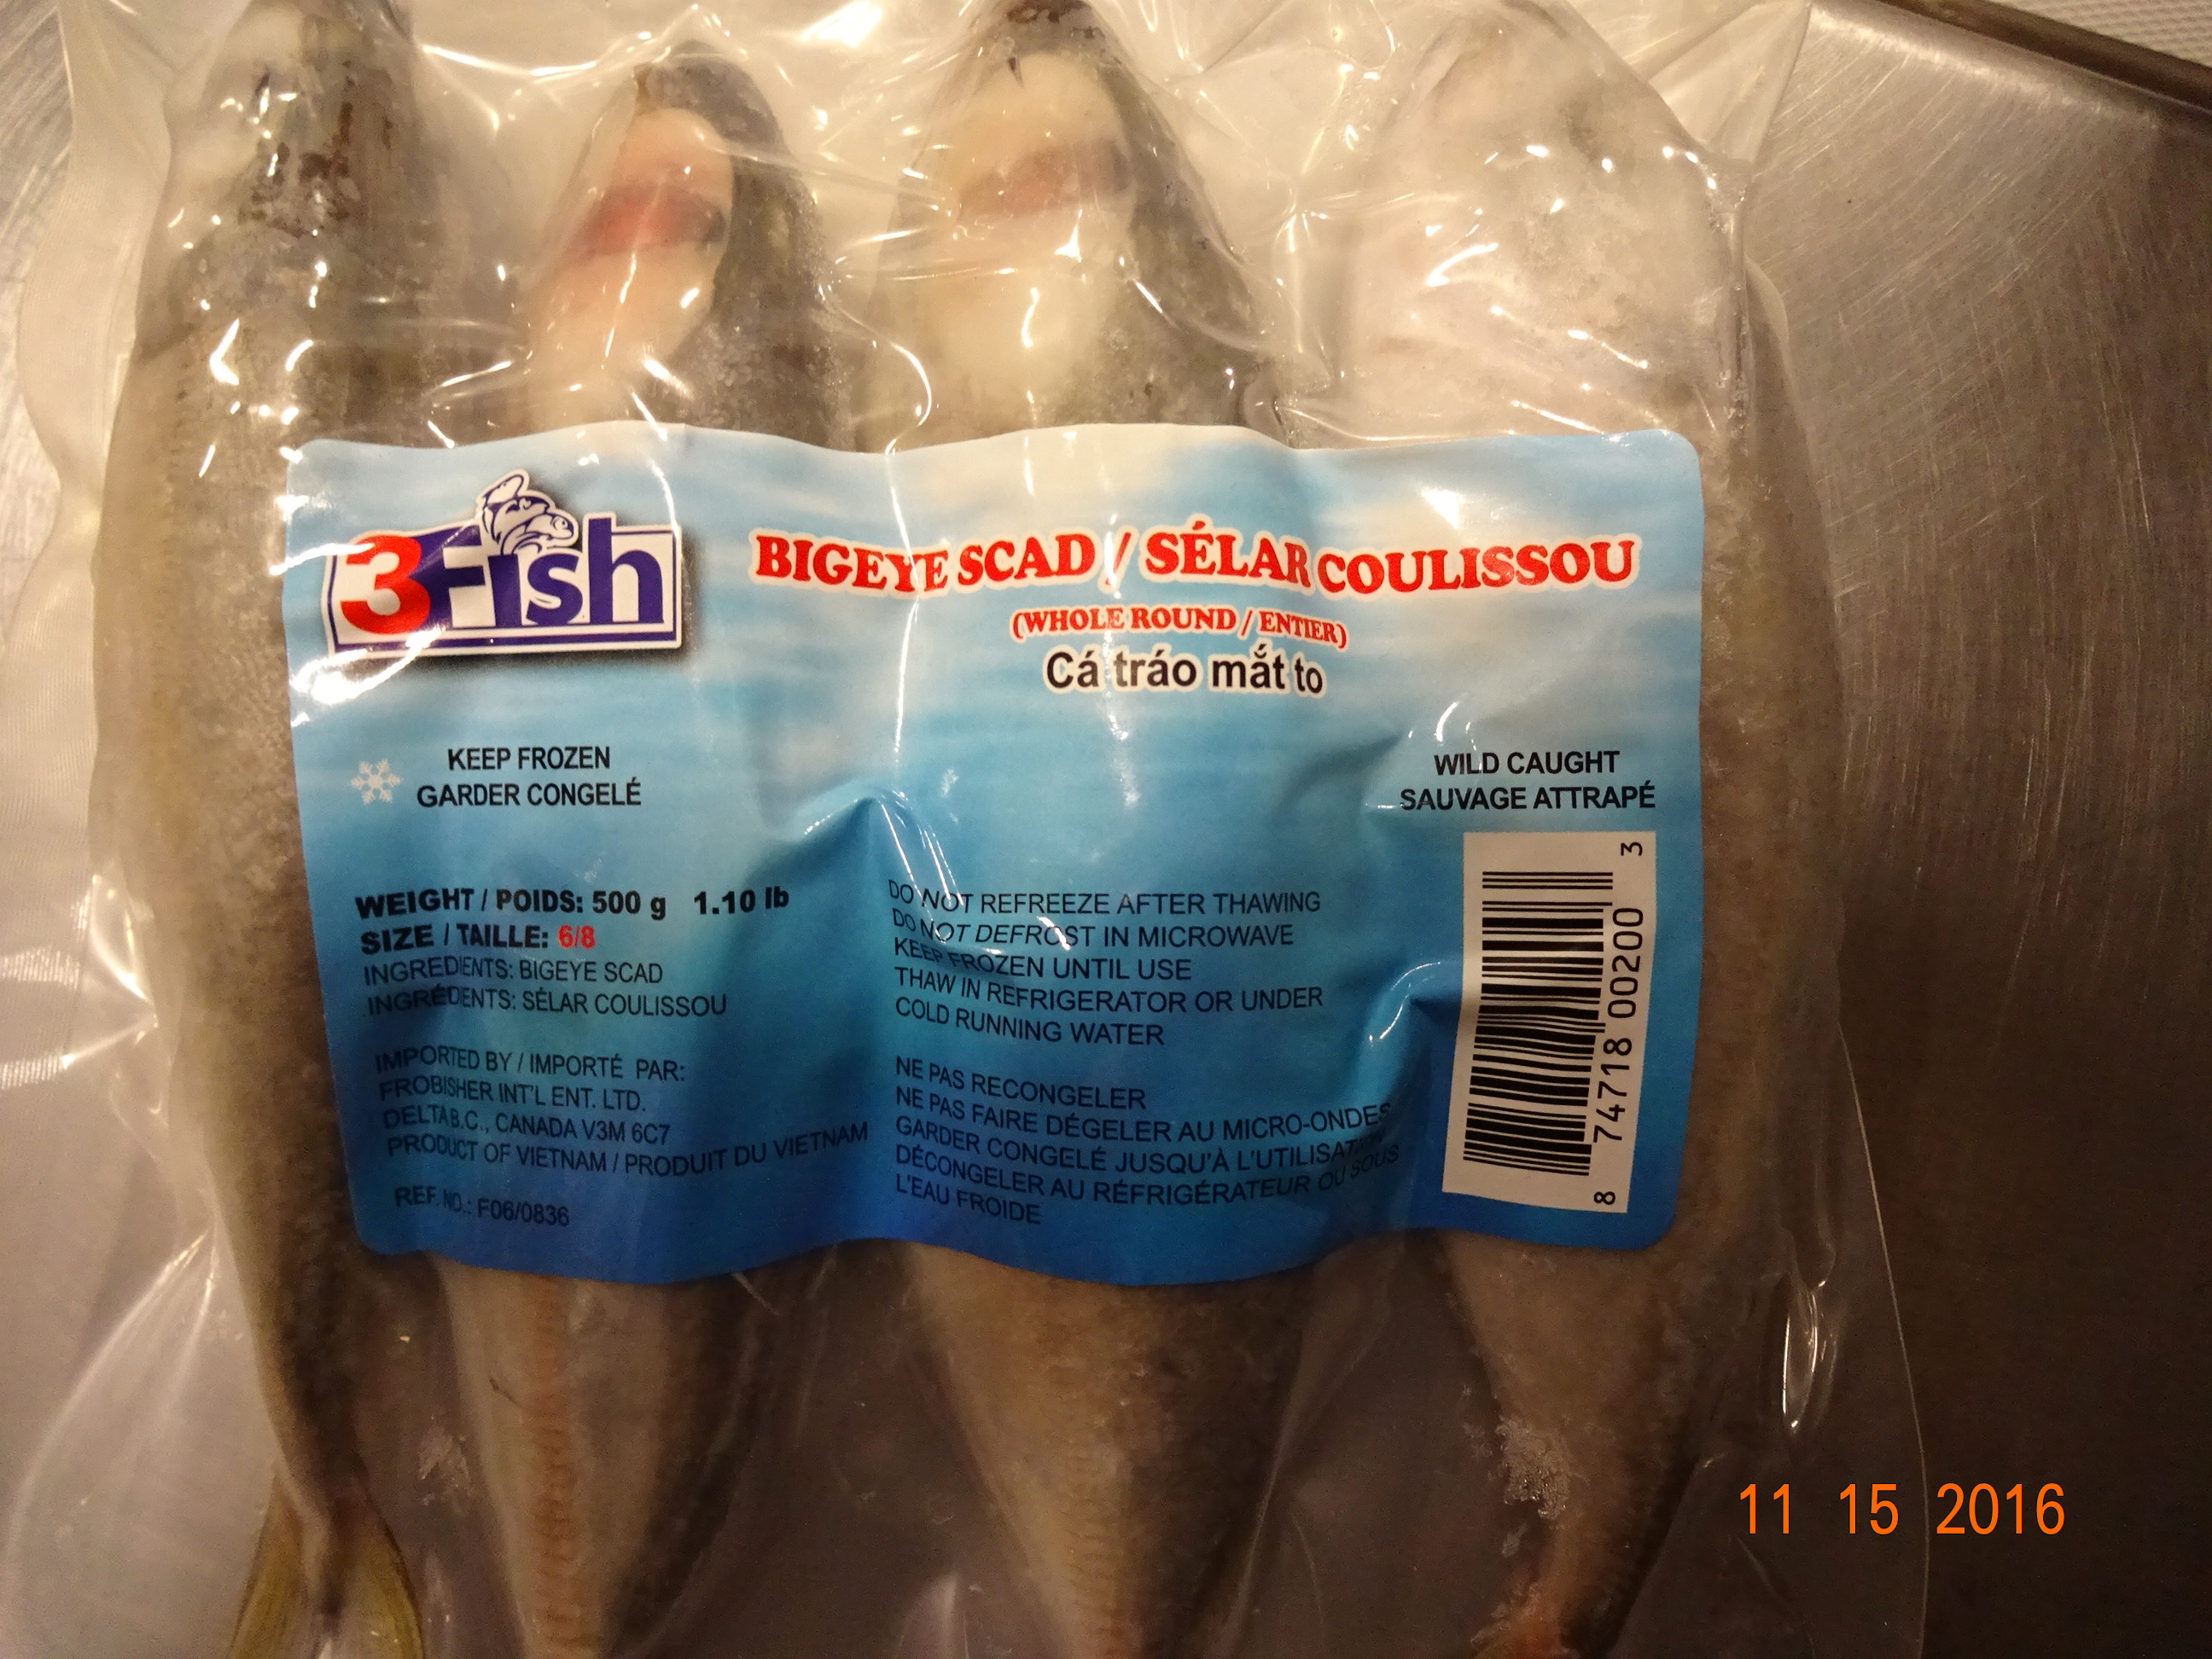 3Fish
BIGEYE SCAD / SÉLAR COULISSOU
(WHOLE ROUND / ENTIER)
Cá tráo mắt to
KEEP FROZEN
GARDER CONGELÉ
WILD CAUGHT
SAUVAGE ATTRAPÉ
WEIGHT / POIDS: 500 g 1.10 lb
SIZE / TAILLE: 6/8
INGREDIENTS: BIGEYE SCAD
INGRÉDIENTS: SÉLAR COULISSOU
IMPORTED BY / IMPORTÉ PAR:
FROBISHER INT'L ENT. LTD.
DELTA B.C., CANADA V3M 6C7
PRODUCT OF VIETNAM / PRODUIT DU VIETNAM
REF. NO.: F06/0836
DO NOT REFREEZE AFTER THAWING
DO NOT DEFROST IN MICROWAVE
KEEP FROZEN UNTIL USE
THAW IN REFRIGERATOR OR UNDER
COLD RUNNING WATER
NE PAS RECONGELER
NE PAS FAIRE DÉGELER AU MICRO-ONDES
GARDER CONGELÉ JUSQU'À L'UTILISATION
DÉCONGELER AU RÉFRIGÉRATEUR OU SOUS
L'EAU FROIDE
8 74718 00200 3
11 15 2016